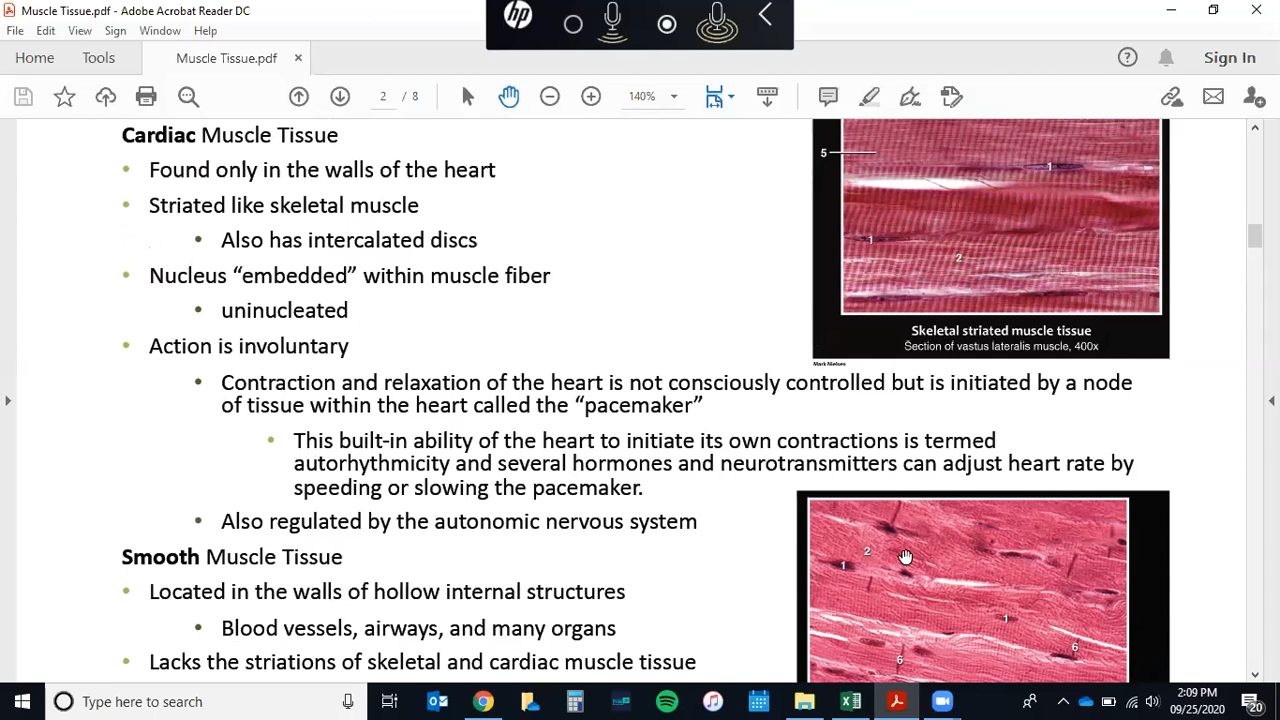 Muscle Tissue.pdf - Adobe Acrobat Reader DC
hp
File Edit View Sign Window Help
Home Tools Muscle Tissue.pdf × Sign In
2 / 8 140%
Cardiac Muscle Tissue
• Found only in the walls of the heart
• Striated like skeletal muscle
• Also has intercalated discs
• Nucleus “embedded” within muscle fiber
• uninucleated
• Action is involuntary
5
1
1
2
Skeletal striated muscle tissue
Section of vastus lateralis muscle, 400x
Mark Nielsen
• Contraction and relaxation of the heart is not consciously controlled but is initiated by a node
of tissue within the heart called the “pacemaker”
• This built-in ability of the heart to initiate its own contractions is termed
autorhythmicity and several hormones and neurotransmitters can adjust heart rate by
speeding or slowing the pacemaker.
• Also regulated by the autonomic nervous system
Smooth Muscle Tissue
• Located in the walls of hollow internal structures
• Blood vessels, airways, and many organs
• Lacks the striations of skeletal and cardiac muscle tissue
2
1
1
6
6
Type here to search
2:09 PM
09/25/2020
20